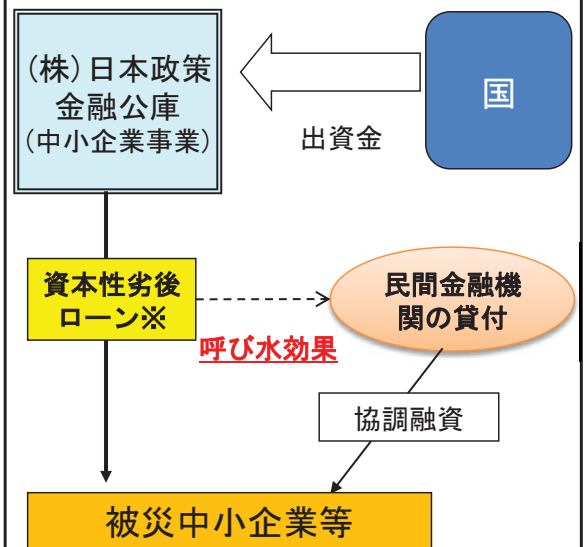 (株)日本政策
金融公庫
(中小企業事業)
国
出資金
資本性劣後
ローン※
民間金融機
関の貸付
呼び水効果
協調融資
被災中小企業等